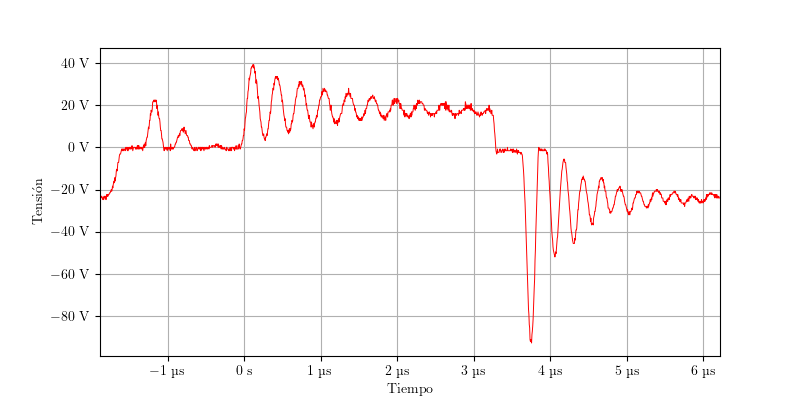 40 V
20 V
0 V
−20 V
−40 V
−60 V
−80 V
Tensión
−1 µs
0 s
1 µs
2 µs
3 µs
4 µs
5 µs
6 µs
Tiempo